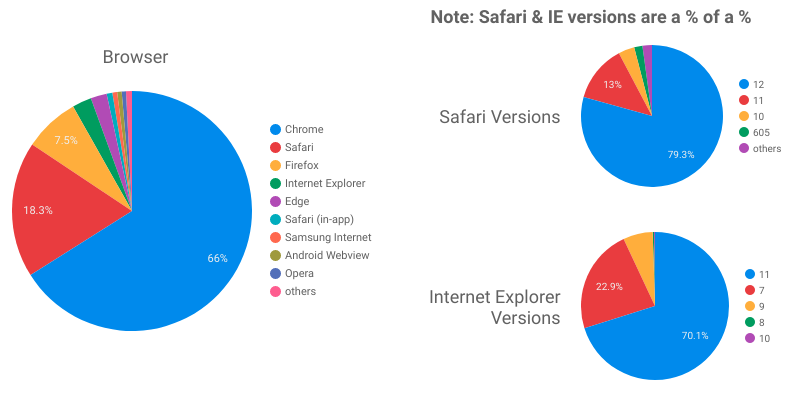 Note: Safari & IE versions are a % of a %
Browser
7.5%
18.3%
66%
Chrome
Safari
Firefox
Internet Explorer
Edge
Safari (in-app)
Samsung Internet
Android Webview
Opera
others
Safari Versions
13%
79.3%
12
11
10
605
others
Internet Explorer
Versions
22.9%
70.1%
11
7
9
8
10